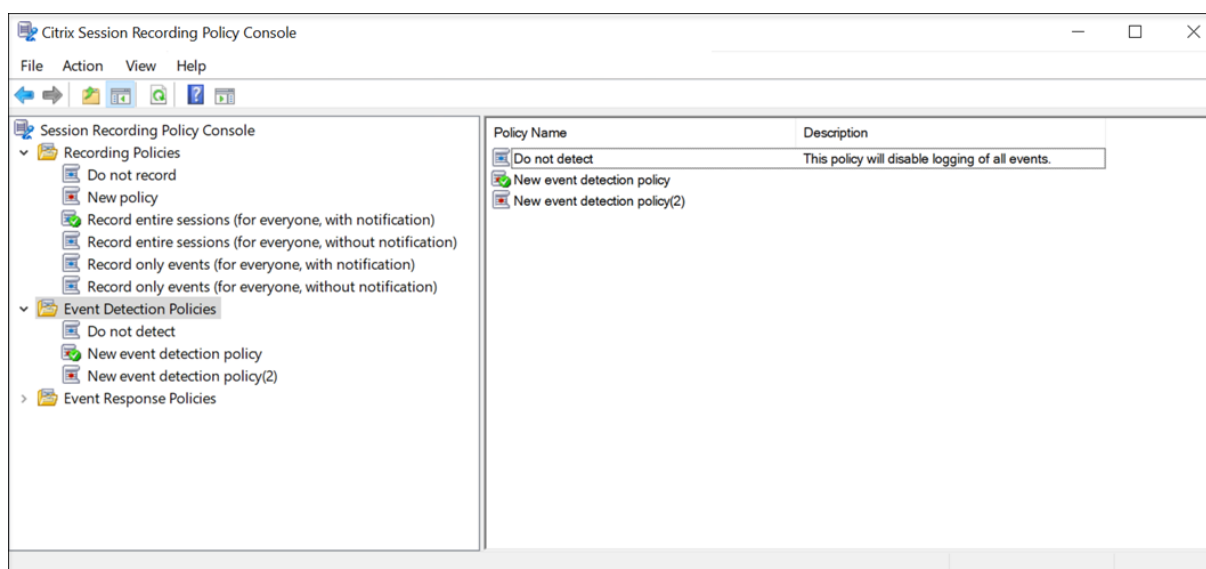 Citrix Session Recording Policy Console
File Action View Help
Session Recording Policy Console
Recording Policies
Do not record
New policy
Record entire sessions (for everyone, with notification)
Record entire sessions (for everyone, without notification)
Record only events (for everyone, with notification)
Record only events (for everyone, without notification)
Event Detection Policies
Do not detect
New event detection policy
New event detection policy(2)
Event Response Policies
Policy Name Description
Do not detect This policy will disable logging of all events.
New event detection policy
New event detection policy(2)